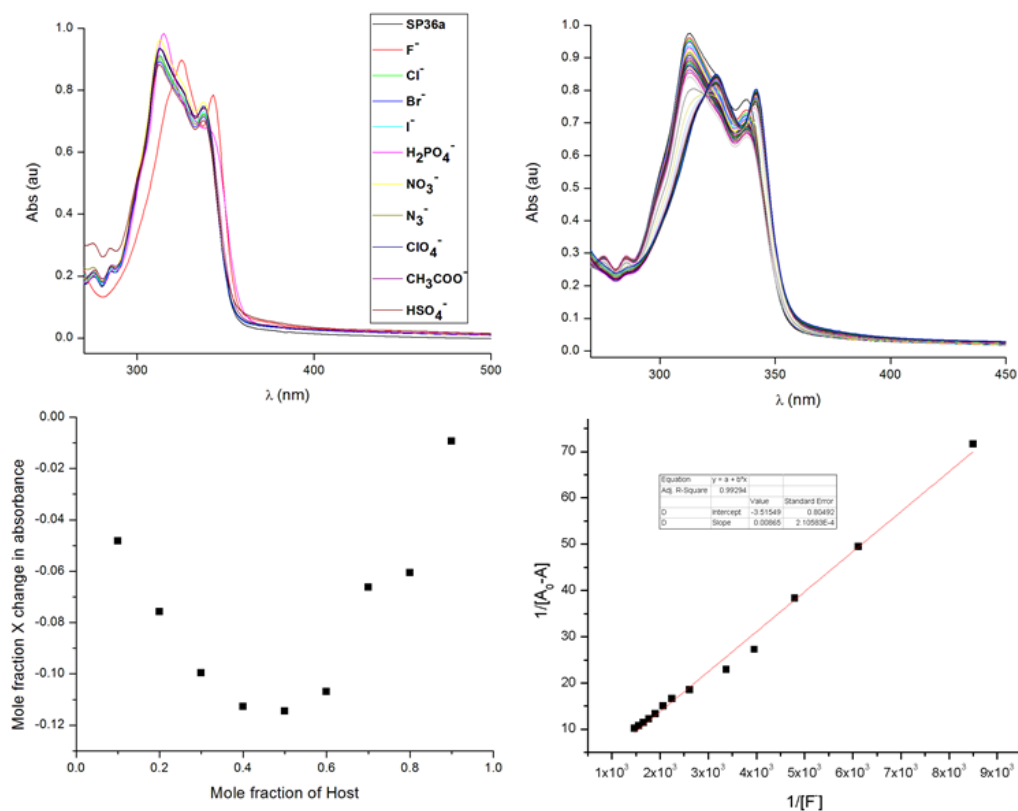 1.0
0.8
0.6
0.4
0.2
0.0
Abs (au)
300
400
500
λ (nm)
SP36a
F⁻
Cl⁻
Br⁻
I⁻
H₂PO₄⁻
NO₃⁻
N₃⁻
ClO₄⁻
CH₃COO⁻
HSO₄⁻
1.0
0.9
0.8
0.7
0.6
0.5
0.4
0.3
0.2
0.1
0.0
Abs (au)
300
350
400
450
λ (nm)
0.00
-0.02
-0.04
-0.06
-0.08
-0.10
-0.12
Mole fraction X change in absorbance
0.0
0.2
0.4
0.6
0.8
1.0
Mole fraction of Host
70
60
50
40
30
20
10
1/[A₀-A]
Equation y = a + b*x
Adj. R-Square 0.99294
Value Standard Error
D Intercept -3.51549 0.80492
D Slope 0.00865 2.10583E-4
1x10³
2x10³
3x10³
4x10³
5x10³
6x10³
7x10³
8x10³
9x10³
1/[F⁻]